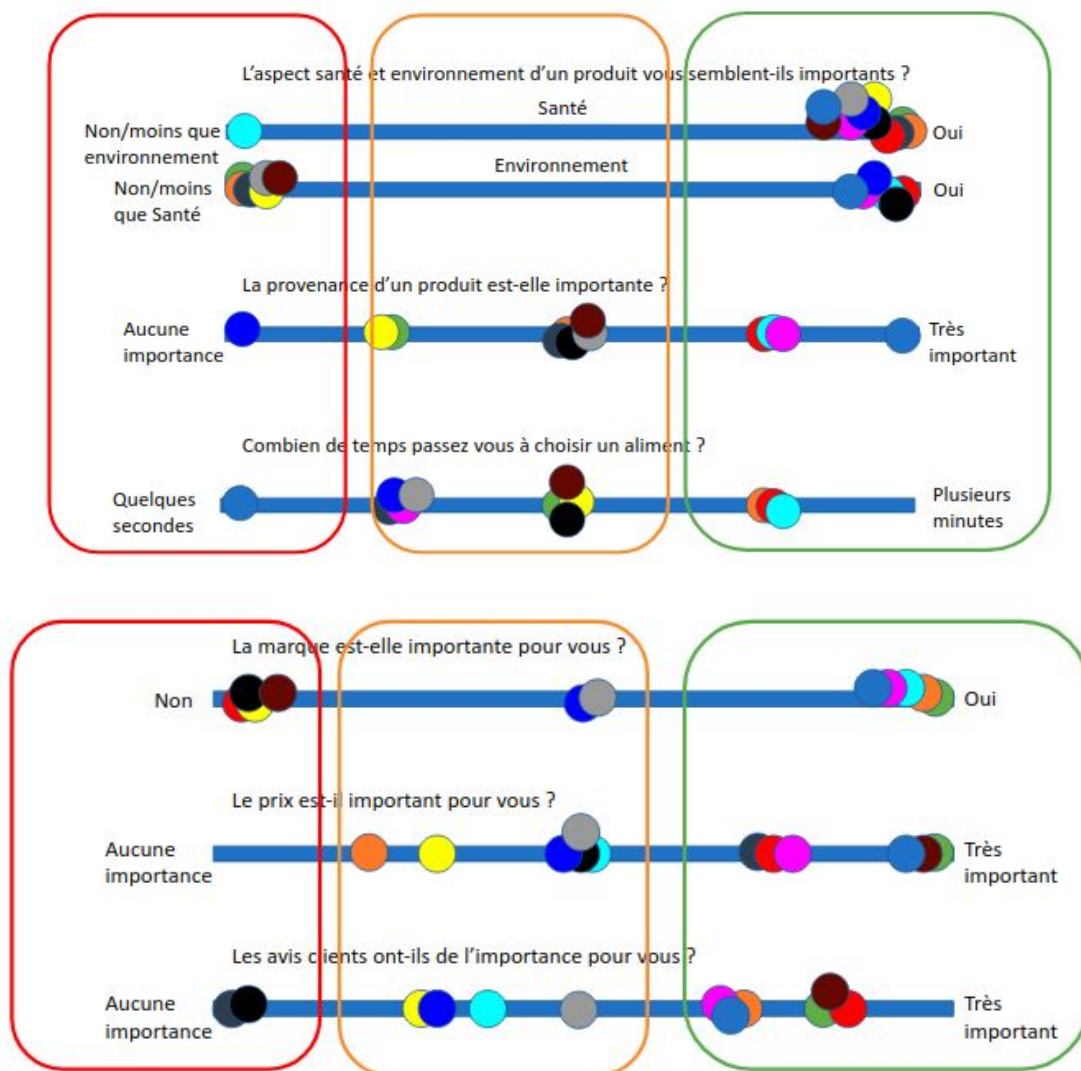 L'aspect santé et environnement d'un produit vous semblent-ils importants ?
Santé
Non/moins que
environnement
Oui
Environnement
Non/moins
que Santé
Oui
La provenance d'un produit est-elle importante ?
Aucune
importance
Très
important
Combien de temps passez vous à choisir un aliment ?
Quelques
secondes
Plusieurs
minutes
La marque est-elle importante pour vous ?
Non
Oui
Le prix est-il important pour vous ?
Aucune
importance
Très
important
Les avis clients ont-ils de l'importance pour vous ?
Aucune
importance
Très
important